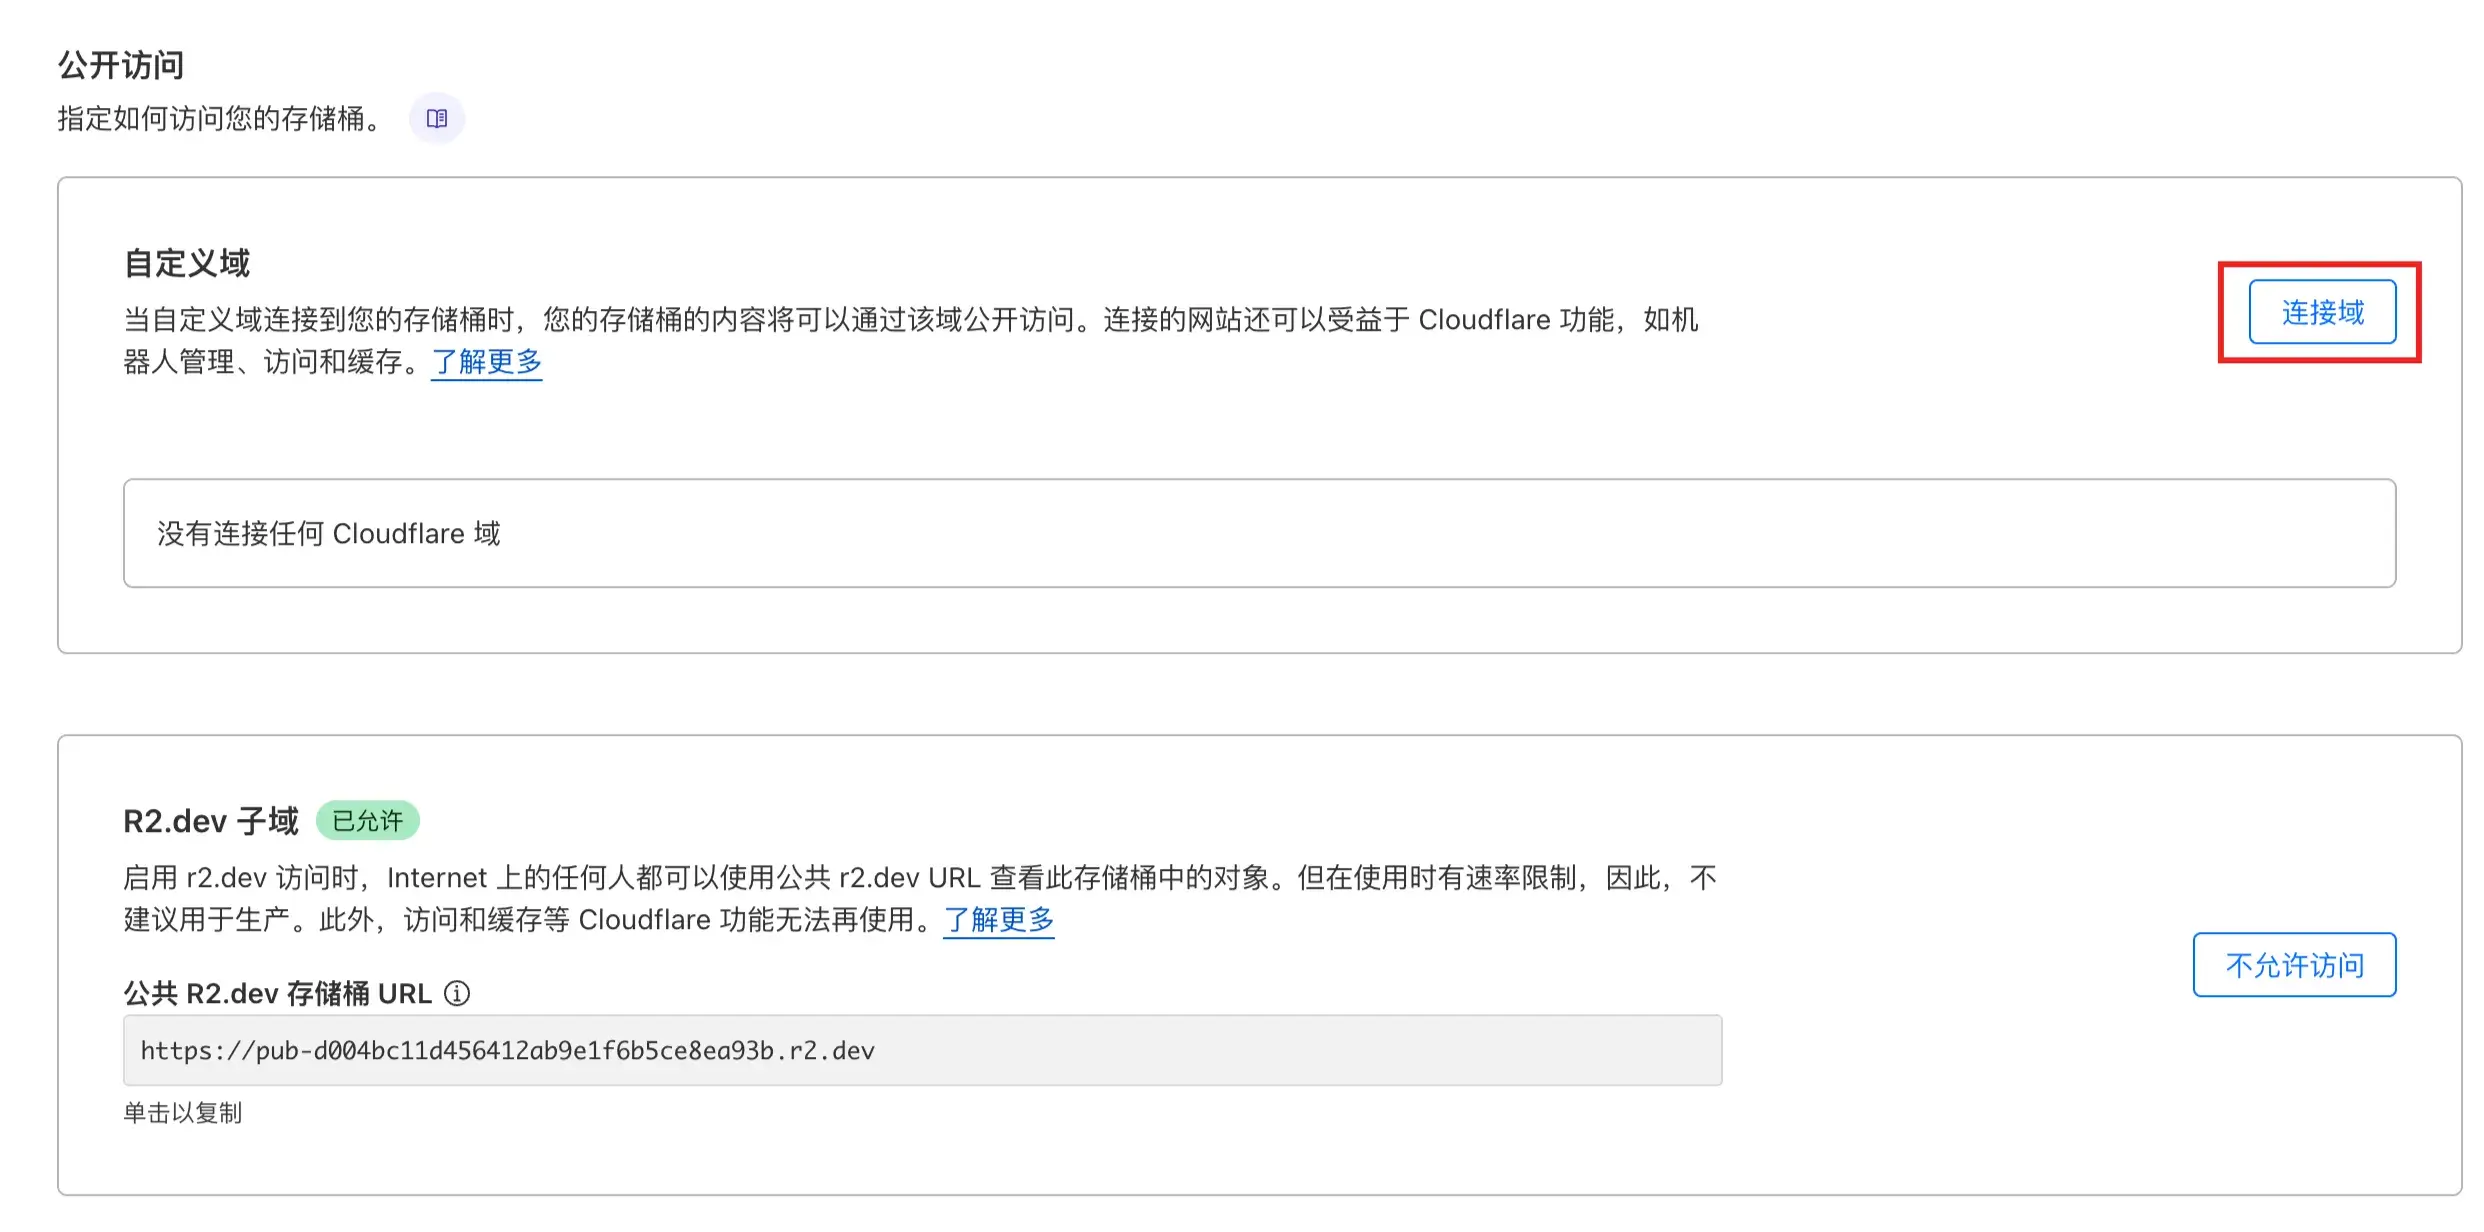 公开访问
指定如何访问您的存储桶。
自定义域
当自定义域连接到您的存储桶时，您的存储桶的内容将可以通过该域公开访问。连接的网站还可以受益于 Cloudflare 功能，如机
器人管理、访问和缓存。了解更多
连接域
没有连接任何 Cloudflare 域
R2.dev 子域 已允许
启用 r2.dev 访问时，Internet 上的任何人都可以使用公共 r2.dev URL 查看此存储桶中的对象。但在使用时有速率限制，因此，不
建议用于生产。此外，访问和缓存等 Cloudflare 功能无法再使用。了解更多
不允许访问
公共 R2.dev 存储桶 URL
https://pub-d004bc11d456412ab9e1f6b5ce8ea93b.r2.dev
单击以复制